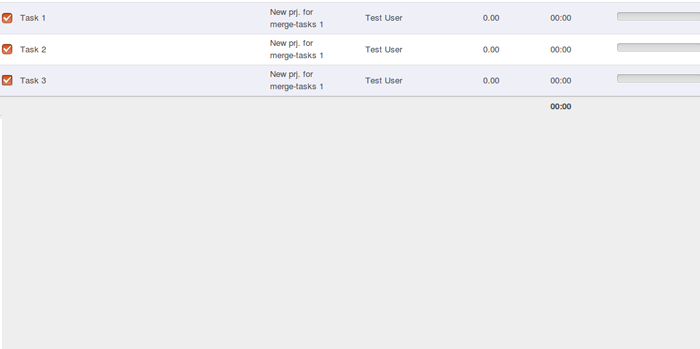 Task 1 New prj. for merge-tasks 1 Test User 0.00 00:00
Task 2 New prj. for merge-tasks 1 Test User 0.00 00:00
Task 3 New prj. for merge-tasks 1 Test User 0.00 00:00
00:00